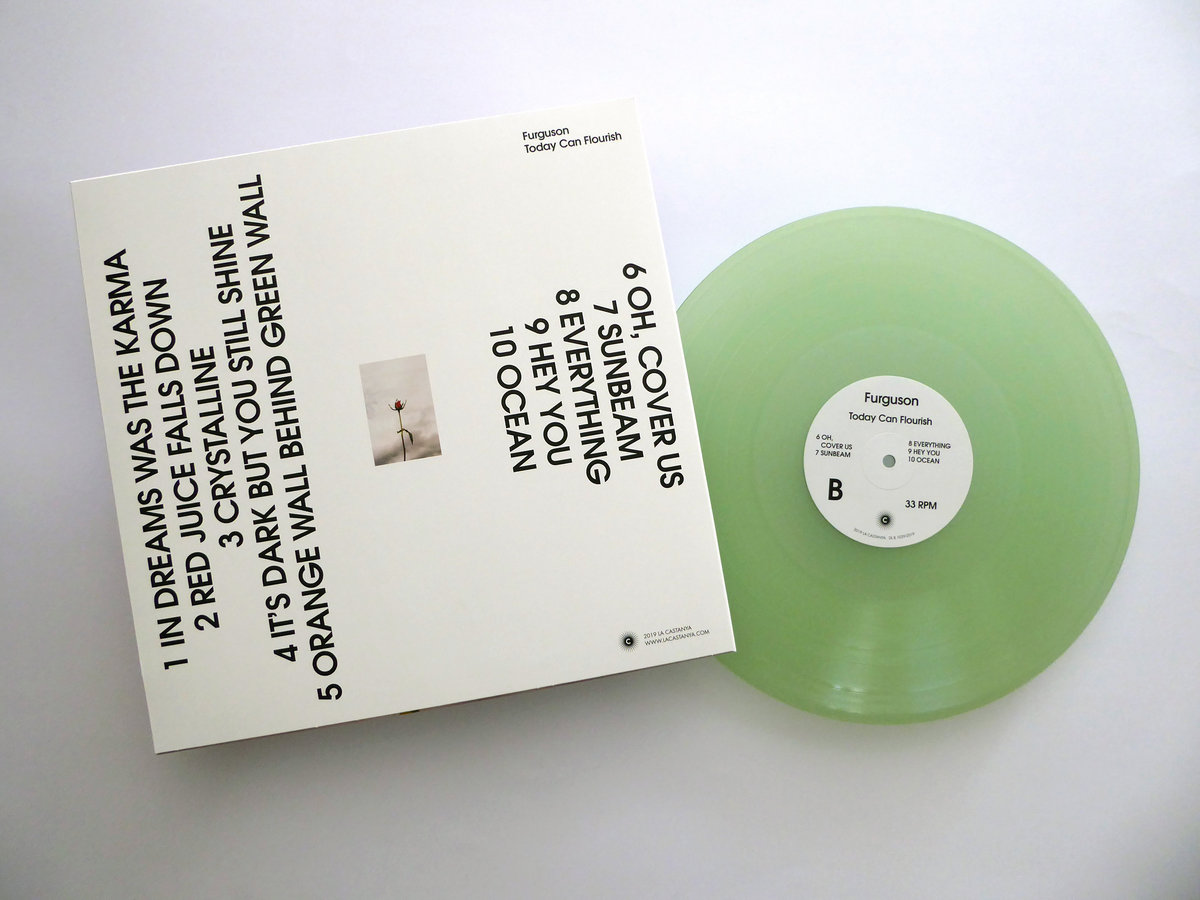 Furguson
Today Can Flourish
1 IN DREAMS WAS THE KARMA
2 RED JUICE FALLS DOWN
3 CRYSTALLINE
4 IT'S DARK BUT YOU STILL SHINE
5 ORANGE WALL BEHIND GREEN WALL
6 OH, COVER US
7 SUNBEAM
8 EVERYTHING
9 HEY YOU
10 OCEAN
C
2019 LA CASTANYA
WWW.LACASTANYA.COM
Furguson
Today Can Flourish
6 OH,
COVER US
7 SUNBEAM
8 EVERYTHING
9 HEY YOU
10 OCEAN
B
33 RPM
C
2019 LA CASTANYA